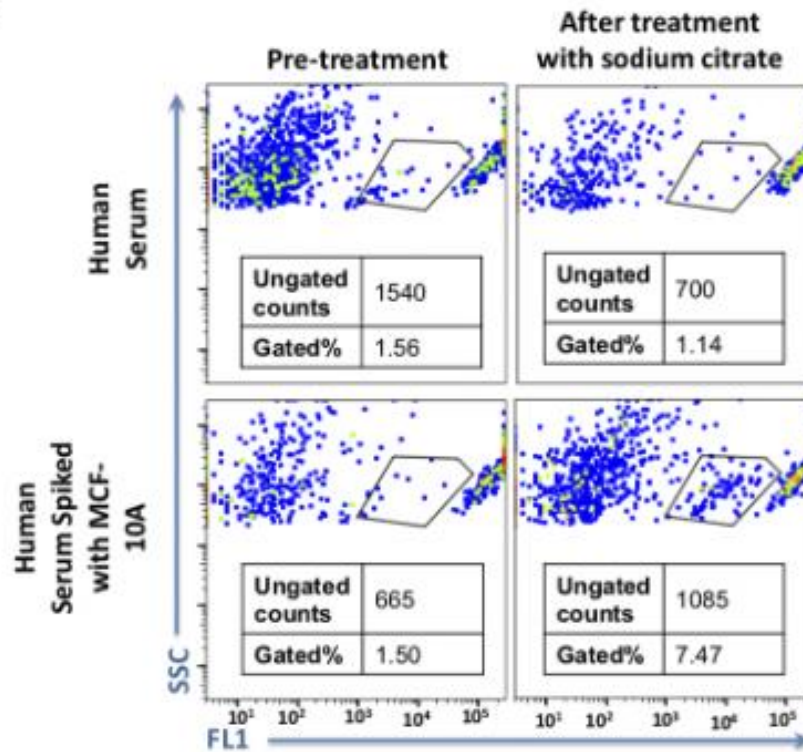 Pre-treatment
After treatment
with sodium citrate
Human
Serum
Ungated
counts
1540
Gated%
1.56
Ungated
counts
700
Gated%
1.14
Human
Serum Spiked
with MCF-
10A
Ungated
counts
665
Gated%
1.50
Ungated
counts
1085
Gated%
7.47
SSC
10¹ 10² 10³ 10⁴ 10⁵
10¹ 10² 10³ 10⁴ 10⁵
FL1